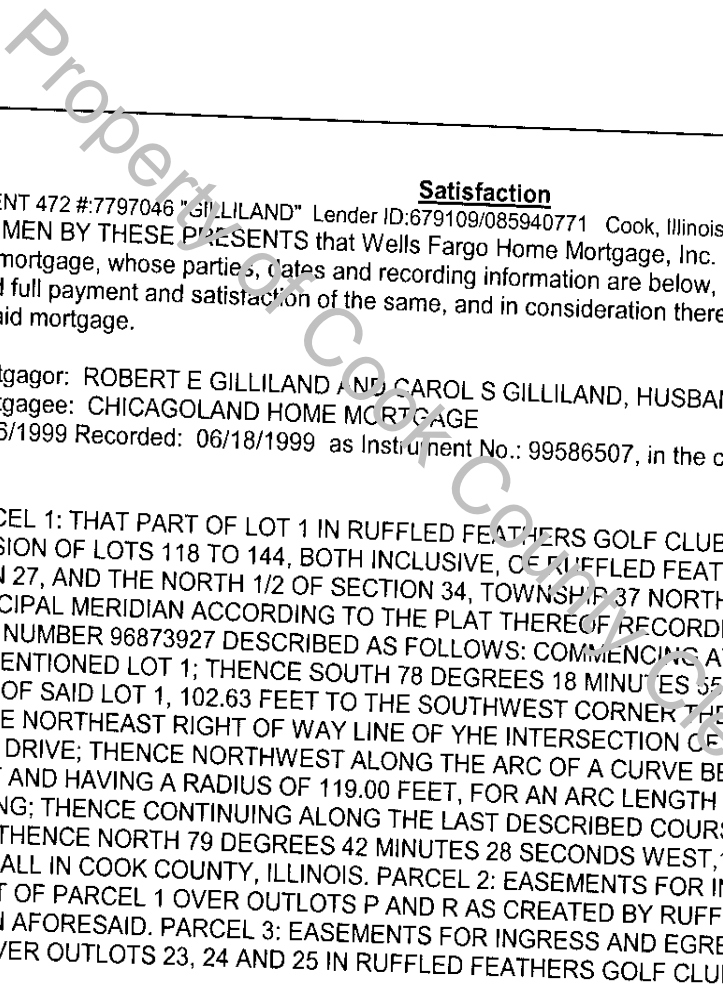 Property of Cook County Cle
Satisfaction
ENT 472 #:7797046 "GILLILAND" Lender ID:679109/085940771 Cook, Illinois
MEN BY THESE PRESENTS that Wells Fargo Home Mortgage, Inc.
mortgage, whose parties, dates and recording information are below,
d full payment and satisfaction of the same, and in consideration there
aid mortgage.
tgagor: ROBERT E GILLILAND AND CAROL S GILLILAND, HUSBAN
tgagee: CHICAGOLAND HOME MORTGAGE
6/1999 Recorded: 06/18/1999 as Instrument No.: 99586507, in the c
CEL 1: THAT PART OF LOT 1 IN RUFFLED FEATHERS GOLF CLUB
SION OF LOTS 118 TO 144, BOTH INCLUSIVE, OF RUFFLED FEAT
N 27, AND THE NORTH 1/2 OF SECTION 34, TOWNSHIP 37 NORTH
CIPAL MERIDIAN ACCORDING TO THE PLAT THEREOF RECORD
NUMBER 96873927 DESCRIBED AS FOLLOWS: COMMENCING AT
ENTIONED LOT 1; THENCE SOUTH 78 DEGREES 18 MINUTES 55
OF SAID LOT 1, 102.63 FEET TO THE SOUTHWEST CORNER THE
E NORTHEAST RIGHT OF WAY LINE OF YHE INTERSECTION OF
DRIVE; THENCE NORTHWEST ALONG THE ARC OF A CURVE BE
T AND HAVING A RADIUS OF 119.00 FEET, FOR AN ARC LENGTH
NG; THENCE CONTINUING ALONG THE LAST DESCRIBED COURS
THENCE NORTH 79 DEGREES 42 MINUTES 28 SECONDS WEST,
ALL IN COOK COUNTY, ILLINOIS. PARCEL 2: EASEMENTS FOR IN
T OF PARCEL 1 OVER OUTLOTS P AND R AS CREATED BY RUFF
N AFORESAID. PARCEL 3: EASEMENTS FOR INGRESS AND EGRE
VER OUTLOTS 23, 24 AND 25 IN RUFFLED FEATHERS GOLF CLU